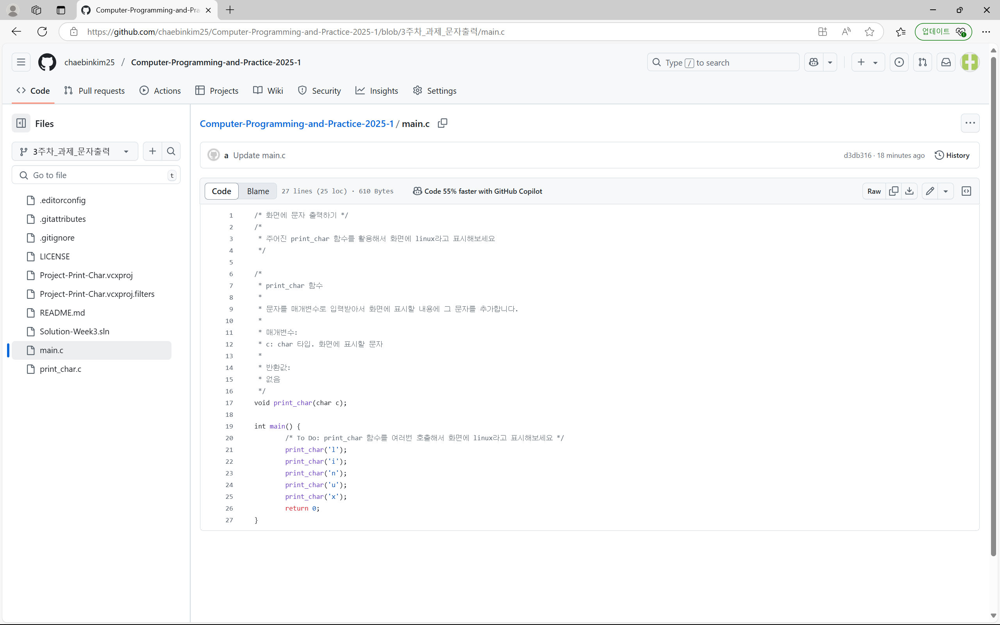 Computer-Programming-and-Pra
https://github.com/chaebinkim25/Computer-Programming-and-Practice-2025-1/blob/3주차_과제_문자출력/main.c
업데이트
chaebinkim25 / Computer-Programming-and-Practice-2025-1
Type / to search
Code
Pull requests
Actions
Projects
Wiki
Security
Insights
Settings
Files
Computer-Programming-and-Practice-2025-1 / main.c
3주차_과제_문자출력
a Update main.c
d3db316 · 18 minutes ago
History
Go to file
t
Code
Blame
27 lines (25 loc) · 610 Bytes
Code 55% faster with GitHub Copilot
Raw
.editorconfig
.gitattributes
.gitignore
LICENSE
Project-Print-Char.vcxproj
Project-Print-Char.vcxproj.filters
README.md
Solution-Week3.sln
main.c
print_char.c
1 /* 화면에 문자 출력하기 */
2 /*
3 * 주어진 print_char 함수를 활용해서 화면에 linux라고 표시해보세요
4 */
5
6 /*
7 * print_char 함수
8 *
9 * 문자를 매개변수로 입력받아서 화면에 표시할 내용에 그 문자를 추가합니다.
10 *
11 * 매개변수:
12 * c: char 타입. 화면에 표시할 문자
13 *
14 * 반환값:
15 * 없음
16 */
17 void print_char(char c);
18
19 int main() {
20 /* To Do: print_char 함수를 여러번 호출해서 화면에 linux라고 표시해보세요 */
21 print_char('l');
22 print_char('i');
23 print_char('n');
24 print_char('u');
25 print_char('x');
26 return 0;
27 }